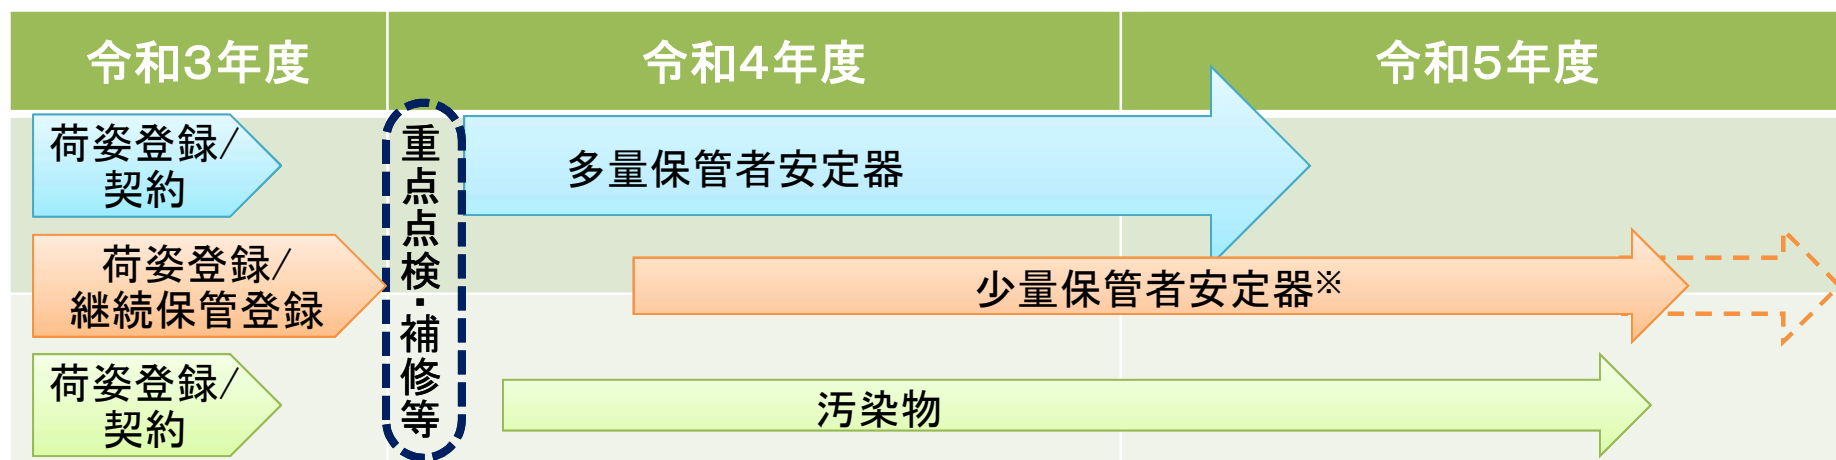 令和3年度
令和4年度
令和5年度
荷姿登録/
契約
重点点検・補修等
多量保管者安定器
荷姿登録/
継続保管登録
少量保管者安定器※
荷姿登録/
契約
汚染物